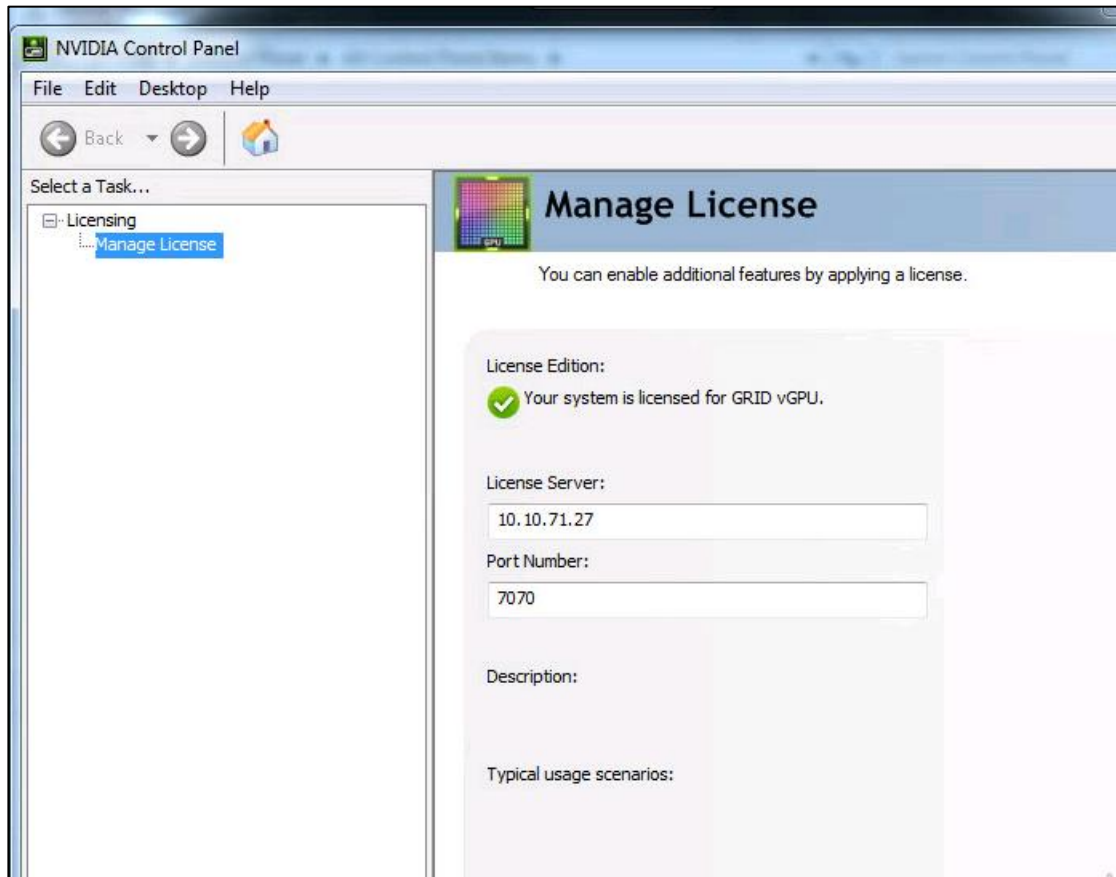 NVIDIA Control Panel
File Edit Desktop Help
Back
Select a Task...
Licensing
Manage License
Manage License
GPU
You can enable additional features by applying a license.
License Edition:
Your system is licensed for GRID vGPU.
License Server:
10.10.71.27
Port Number:
7070
Description:
Typical usage scenarios: